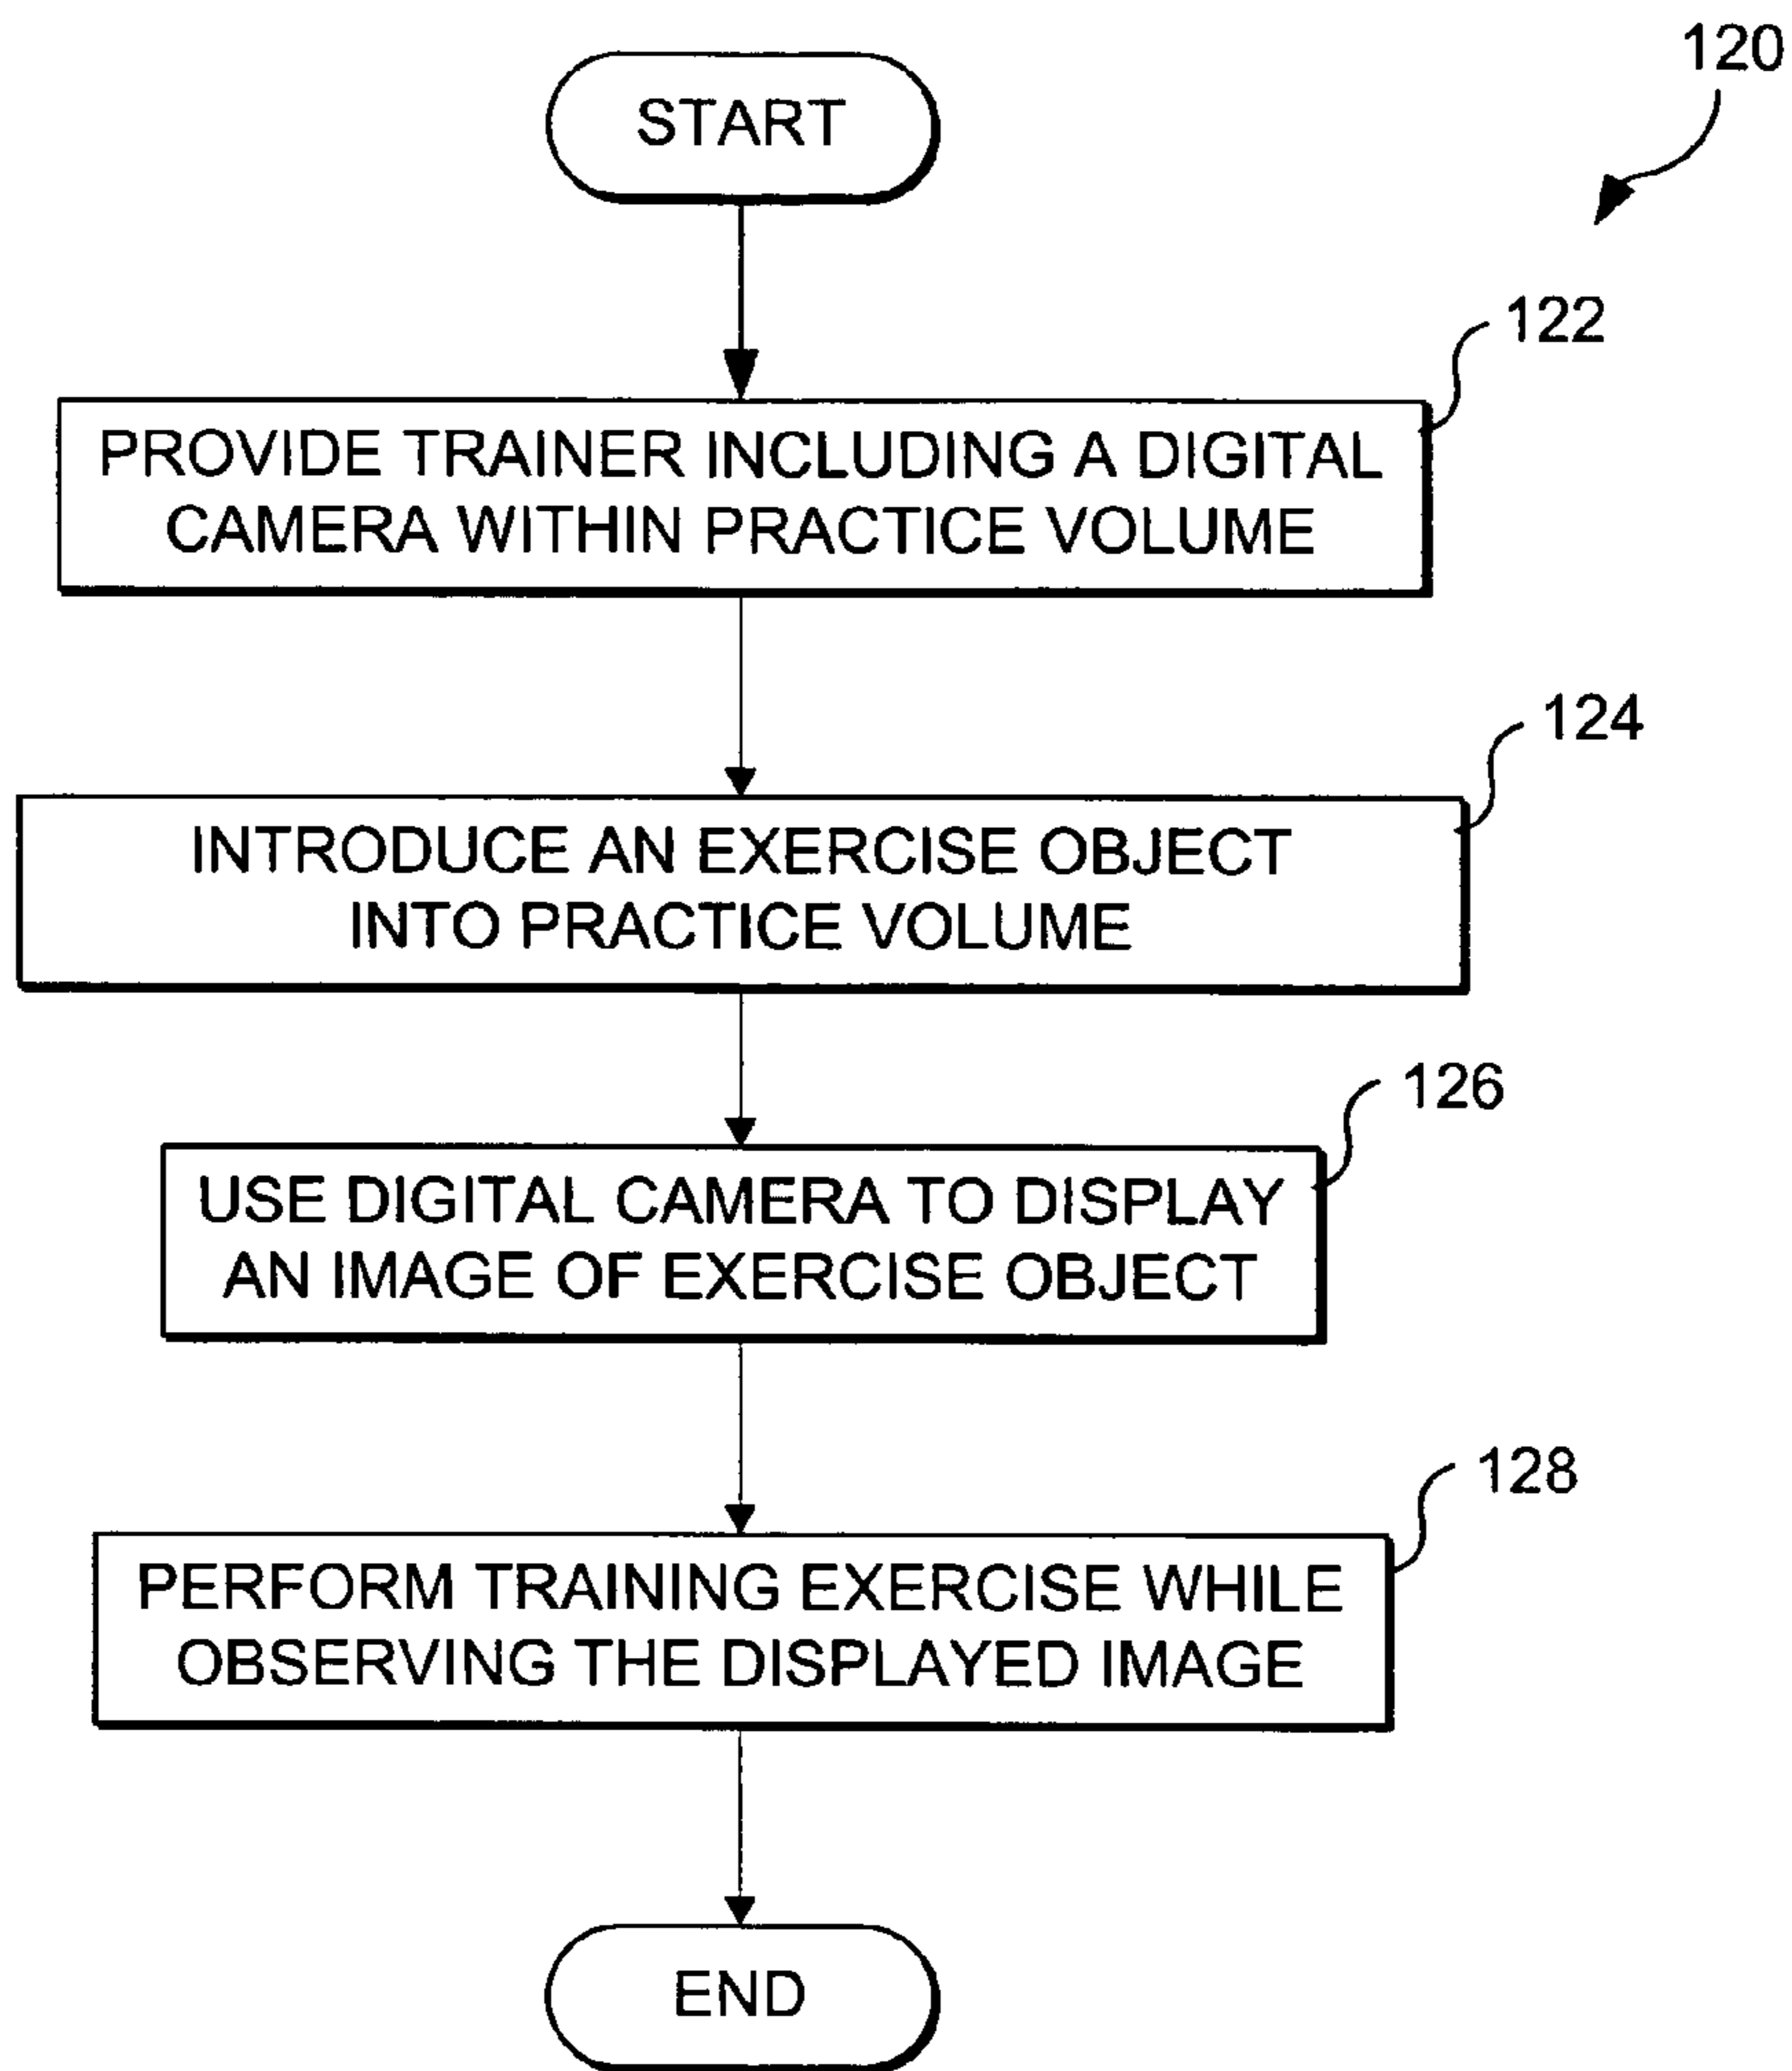 120
START
122
PROVIDE TRAINER INCLUDING A DIGITAL
CAMERA WITHIN PRACTICE VOLUME
124
INTRODUCE AN EXERCISE OBJECT
INTO PRACTICE VOLUME
126
USE DIGITAL CAMERA TO DISPLAY
AN IMAGE OF EXERCISE OBJECT
128
PERFORM TRAINING EXERCISE WHILE
OBSERVING THE DISPLAYED IMAGE
END